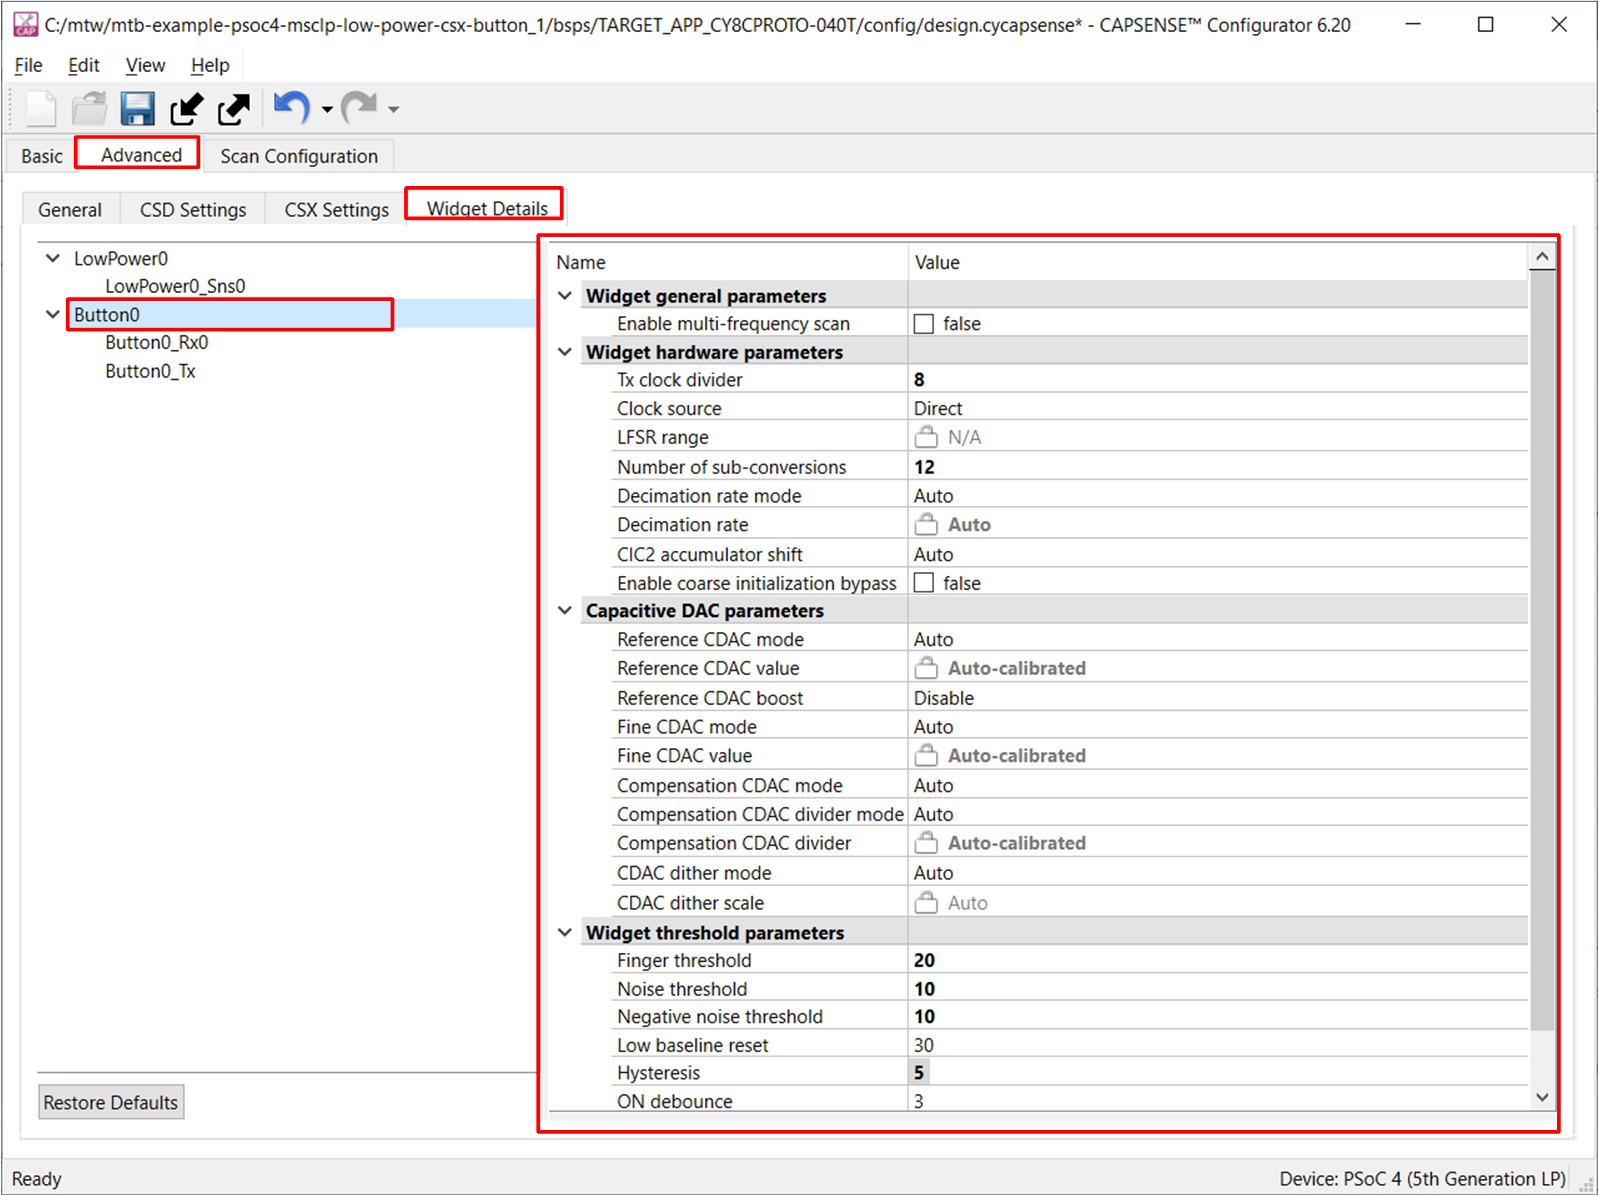 C:/mtw/mtb-example-psoc4-msclp-low-power-csx-button_1/bsps/TARGET_APP_CY8CPROTO-040T/config/design.cycapsense* - CAPSENSE™ Configurator 6.20
File Edit View Help
Basic Advanced Scan Configuration
General CSD Settings CSX Settings Widget Details
LowPower0
LowPower0_Sns0
Button0
Button0_Rx0
Button0_Tx
Restore Defaults
Name Value
Widget general parameters
Enable multi-frequency scan false
Widget hardware parameters
Tx clock divider 8
Clock source Direct
LFSR range N/A
Number of sub-conversions 12
Decimation rate mode Auto
Decimation rate Auto
CIC2 accumulator shift Auto
Enable coarse initialization bypass false
Capacitive DAC parameters
Reference CDAC mode Auto
Reference CDAC value Auto-calibrated
Reference CDAC boost Disable
Fine CDAC mode Auto
Fine CDAC value Auto-calibrated
Compensation CDAC mode Auto
Compensation CDAC divider mode Auto
Compensation CDAC divider Auto-calibrated
CDAC dither mode Auto
CDAC dither scale Auto
Widget threshold parameters
Finger threshold 20
Noise threshold 10
Negative noise threshold 10
Low baseline reset 30
Hysteresis 5
ON debounce 3
Ready Device: PSoC 4 (5th Generation LP)